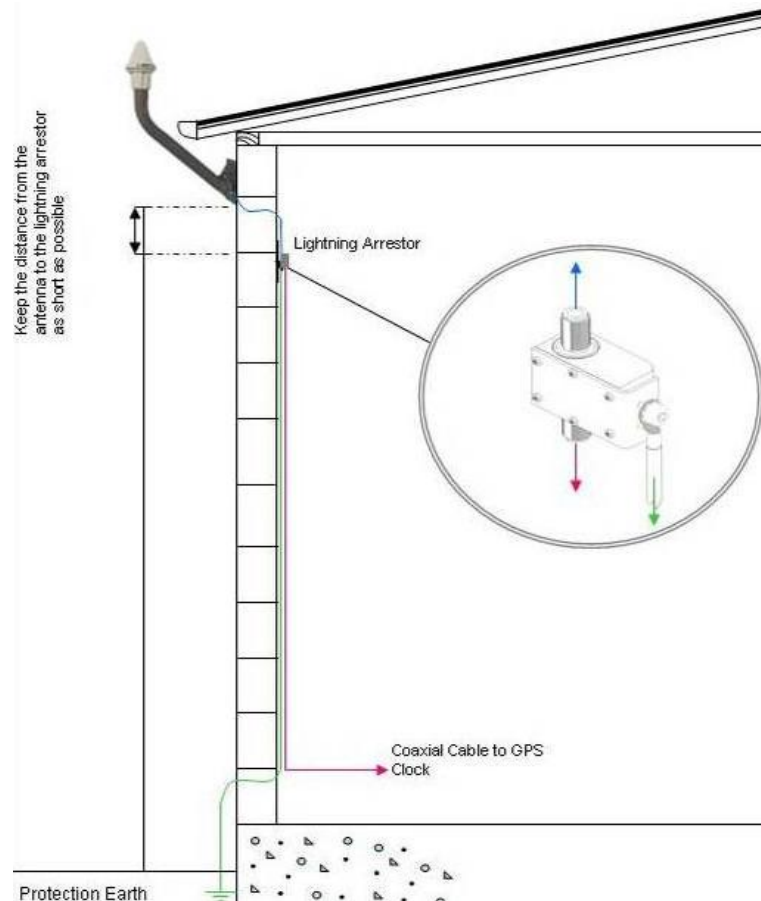 Keep the distance from the
antenna to the lightning arrestor
as short as possible
Lightning Arrestor
Coaxial Cable to GPS
Clock
Protection Earth